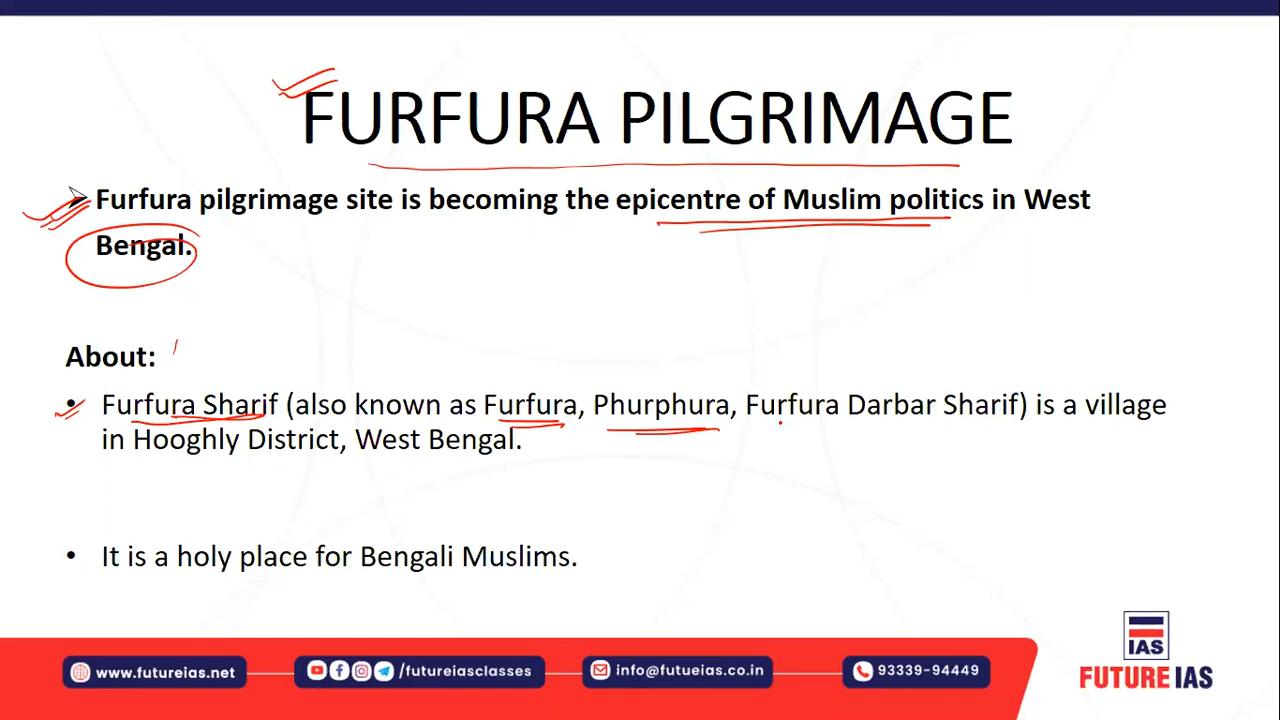 FURFURA PILGRIMAGE
Furfura pilgrimage site is becoming the epicentre of Muslim politics in West
Bengal.
About:
• Furfura Sharif (also known as Furfura, Phurphura, Furfura Darbar Sharif) is a village
in Hooghly District, West Bengal.
• It is a holy place for Bengali Muslims.
www.futureias.net
/futureiasclasses
info@futueias.co.in
93339-94449
IAS
FUTURE IAS